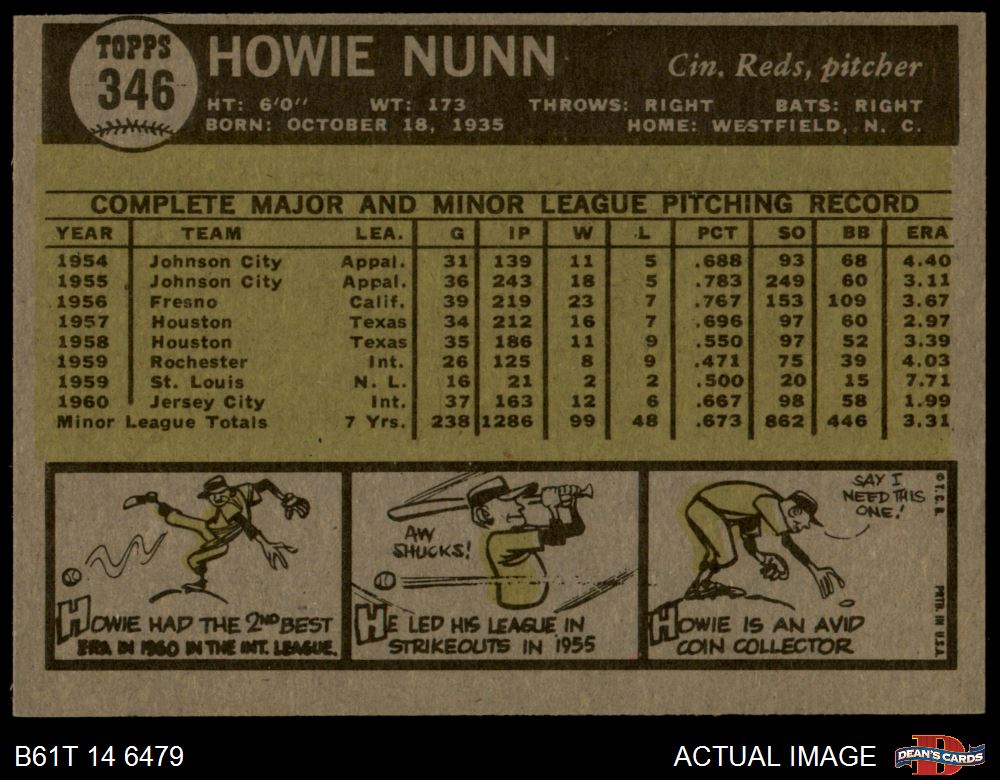 TOPPS
346
HOWIE NUNN
Cin. Reds, pitcher
HT: 6'0" WT: 173 THROWS: RIGHT BATS: RIGHT
BORN: OCTOBER 18, 1935 HOME: WESTFIELD, N. C.
COMPLETE MAJOR AND MINOR LEAGUE PITCHING RECORD
YEAR TEAM LEA. G IP W L PCT SO BB ERA
1954 Johnson City Appal. 31 139 11 5 .688 93 68 4.40
1955 Johnson City Appal. 36 243 18 5 .783 249 60 3.11
1956 Fresno Calif. 39 219 23 7 .767 153 109 3.67
1957 Houston Texas 34 212 16 7 .696 97 60 2.97
1958 Houston Texas 35 186 11 9 .550 97 52 3.39
1959 Rochester Int. 26 125 8 9 .471 75 39 4.03
1959 St. Louis N. L. 16 21 2 2 .500 20 15 7.71
1960 Jersey City Int. 37 163 12 6 .667 98 58 1.99
Minor League Totals 7 Yrs. 238 1286 99 48 .673 862 446 3.31
HOWIE HAD THE 2ND BEST
ERA IN 1960 IN THE INT. LEAGUE.
AW
SHUCKS!
HE LED HIS LEAGUE IN
STRIKEOUTS IN 1955
SAY I
NEED THIS
ONE!
HOWIE IS AN AVID
COIN COLLECTOR
© T. C. G.
PRTD. IN U.S.A.
B61T 14 6479
ACTUAL IMAGE
D
DEAN'S CARDS